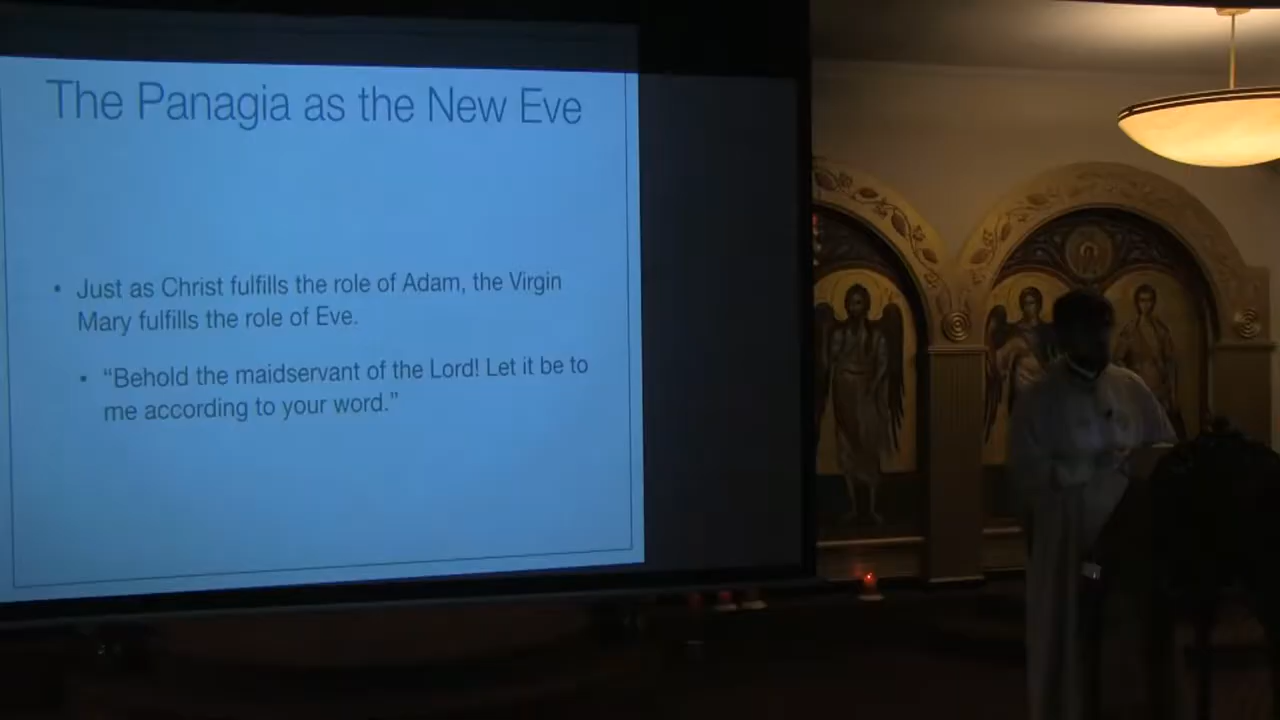 The Panagia as the New Eve
• Just as Christ fulfills the role of Adam, the Virgin
Mary fulfills the role of Eve.
• “Behold the maidservant of the Lord! Let it be to
me according to your word.”